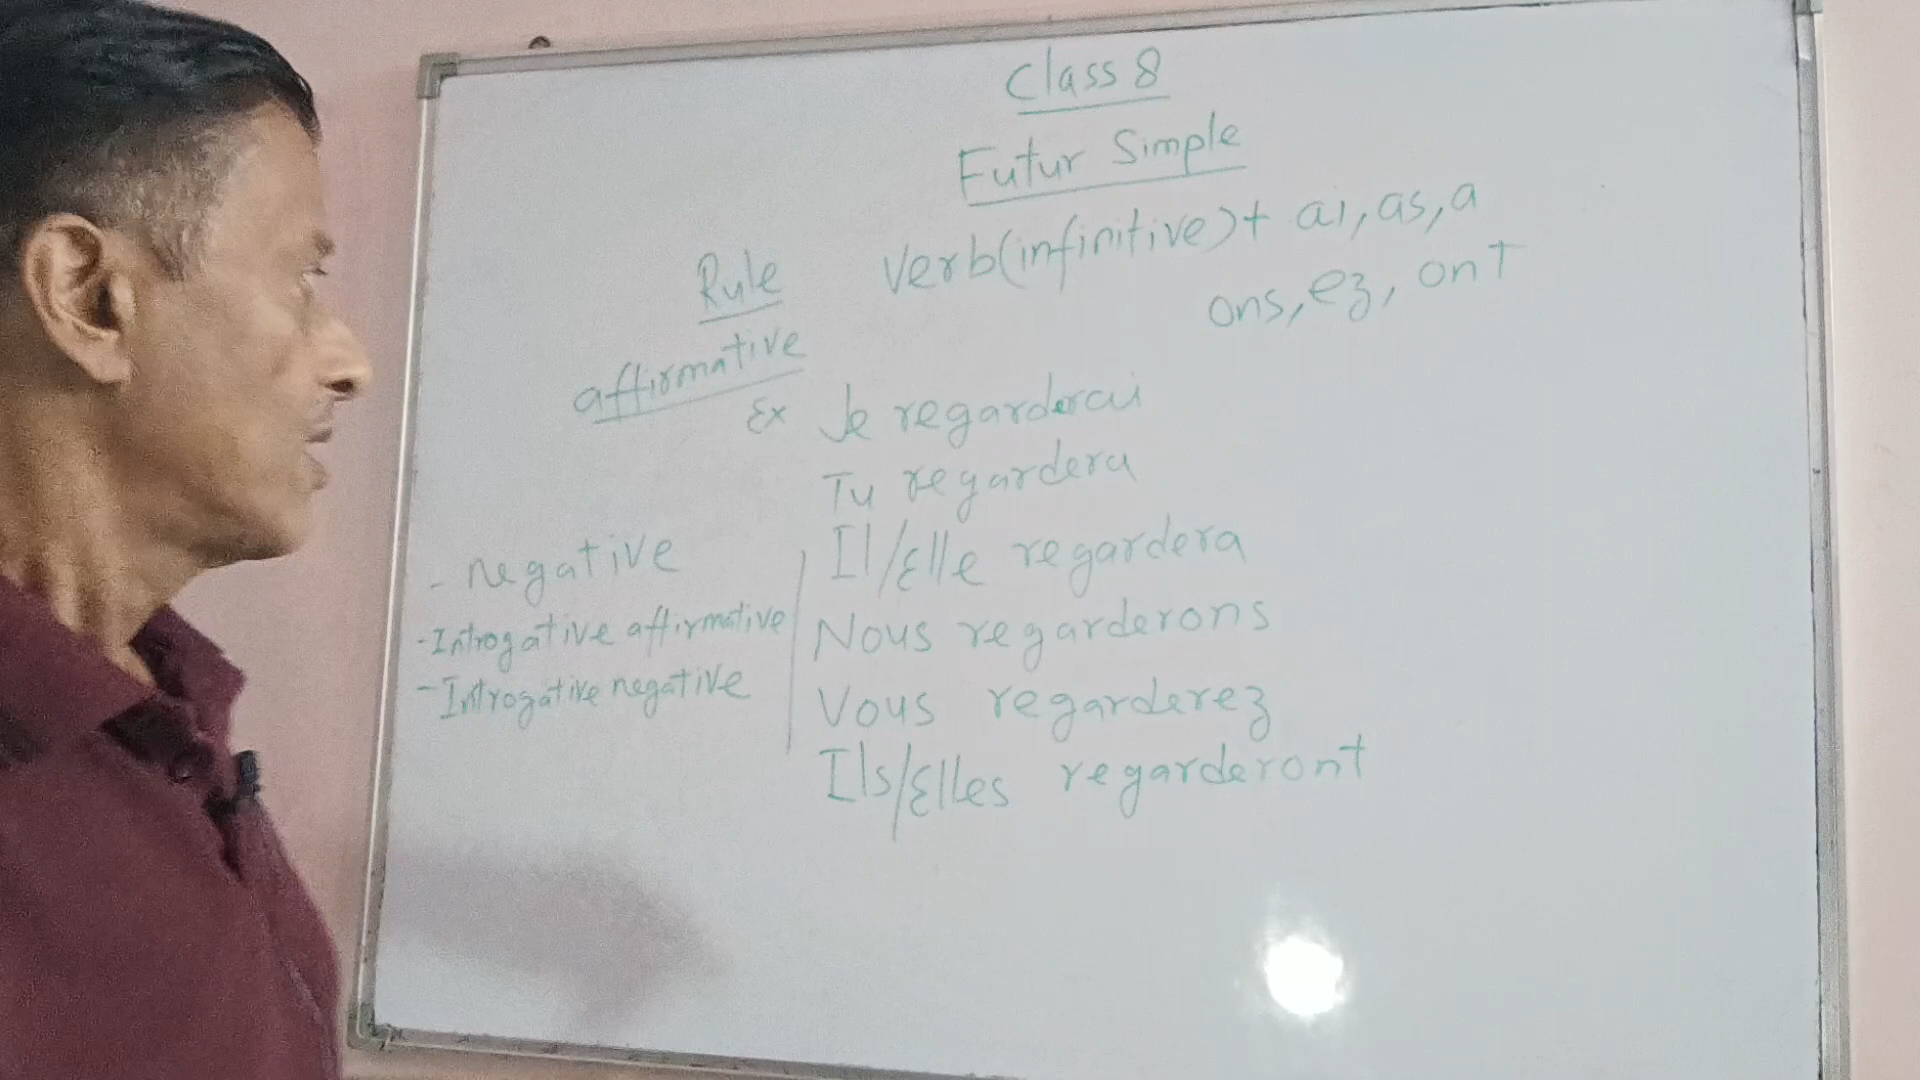 Class 8
Futur Simple
Rule Verb(infinitive)+ ai, as, a
ons, ez, ont
affirmative
Ex Je regarderai
Tu regardera
Il/Elle regardera
Nous regarderons
Vous regarderez
Ils/Elles regarderont
- negative
- Introgative affirmative
- Introgative negative